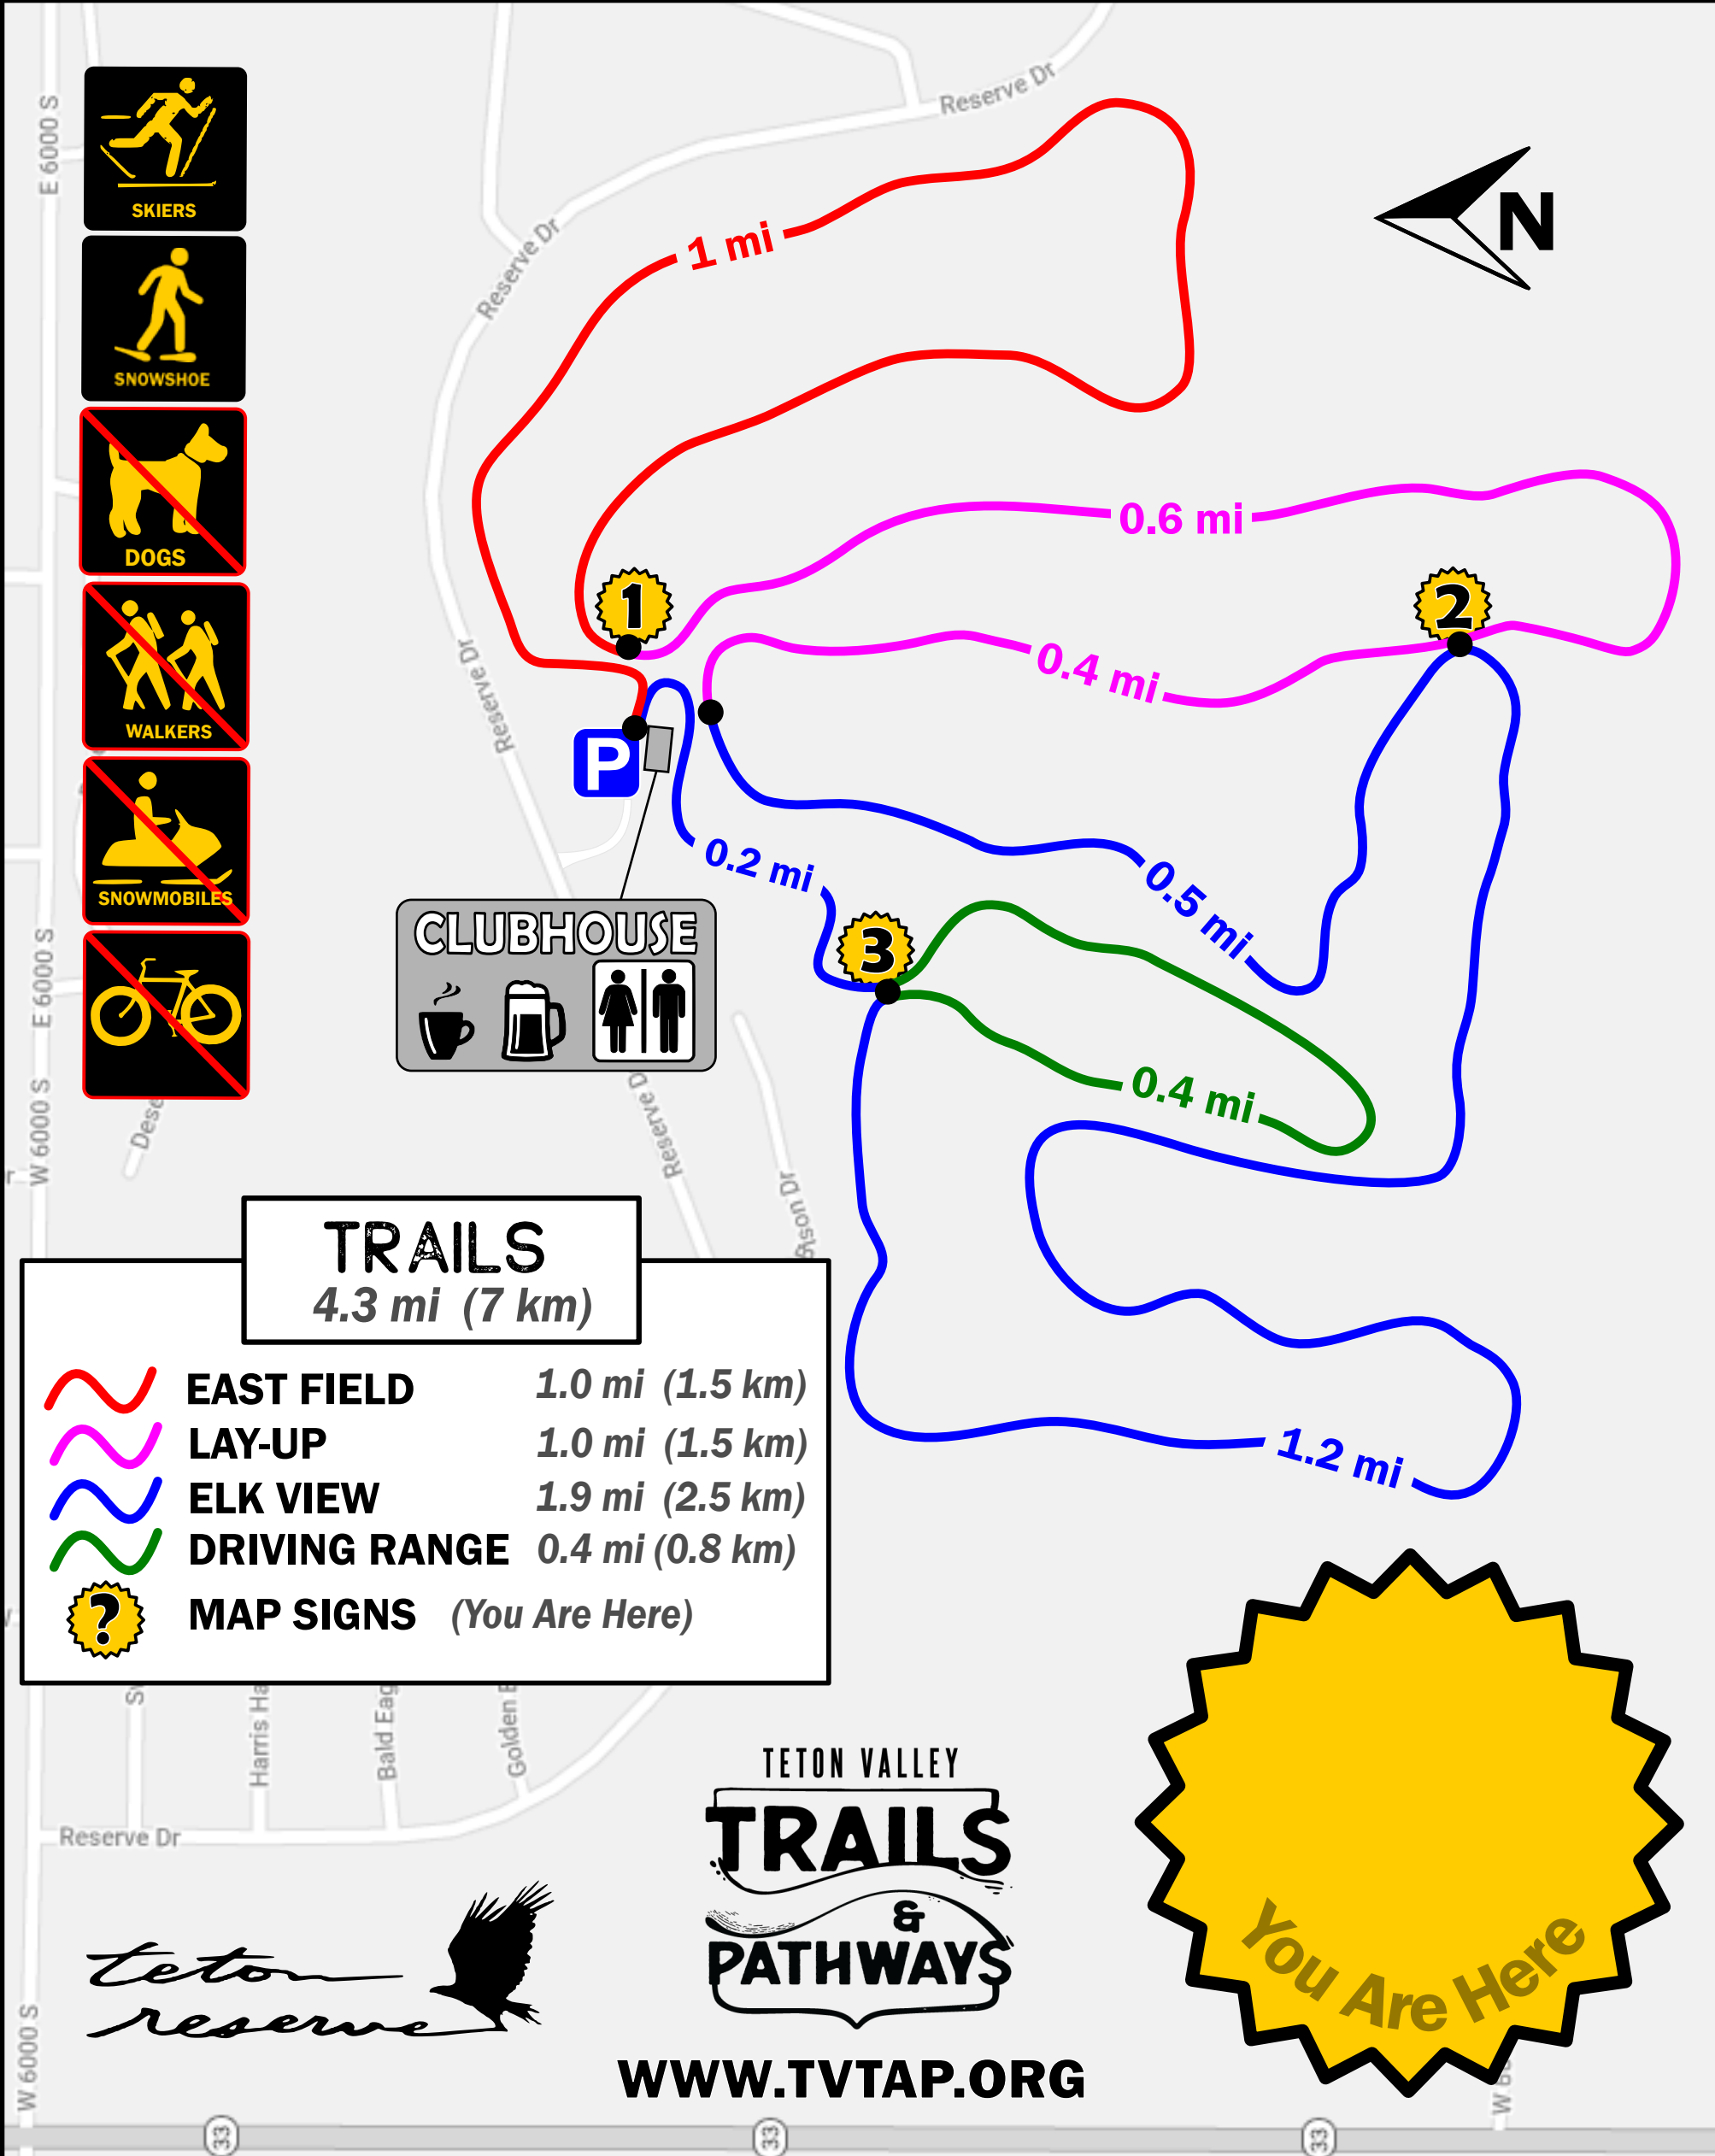 Reserve Dr
E 6000 S
SKIERS
1 mi
N
Reserve Dr
SNOWSHOE
DOGS
0.6 mi
1
2
0.4 mi
Reserve Dr
WALKERS
P
0.2 mi
0.5 mi
SNOWMOBILES
CLUBHOUSE
3
E 6000 S
W 6000 S
0.4 mi
Reserve D
TRAILS
4.3 mi (7 km)
EAST FIELD 1.0 mi (1.5 km)
LAY-UP 1.0 mi (1.5 km)
ELK VIEW 1.9 mi (2.5 km)
DRIVING RANGE 0.4 mi (0.8 km)
? MAP SIGNS (You Are Here)
1.2 mi
Harris Ha
Bald Eag
Reserve Dr
TETON VALLEY
TRAILS
&
PATHWAYS
You Are Here
teton
reserve
WWW.TVTAP.ORG
W 6000 S
33
33
33